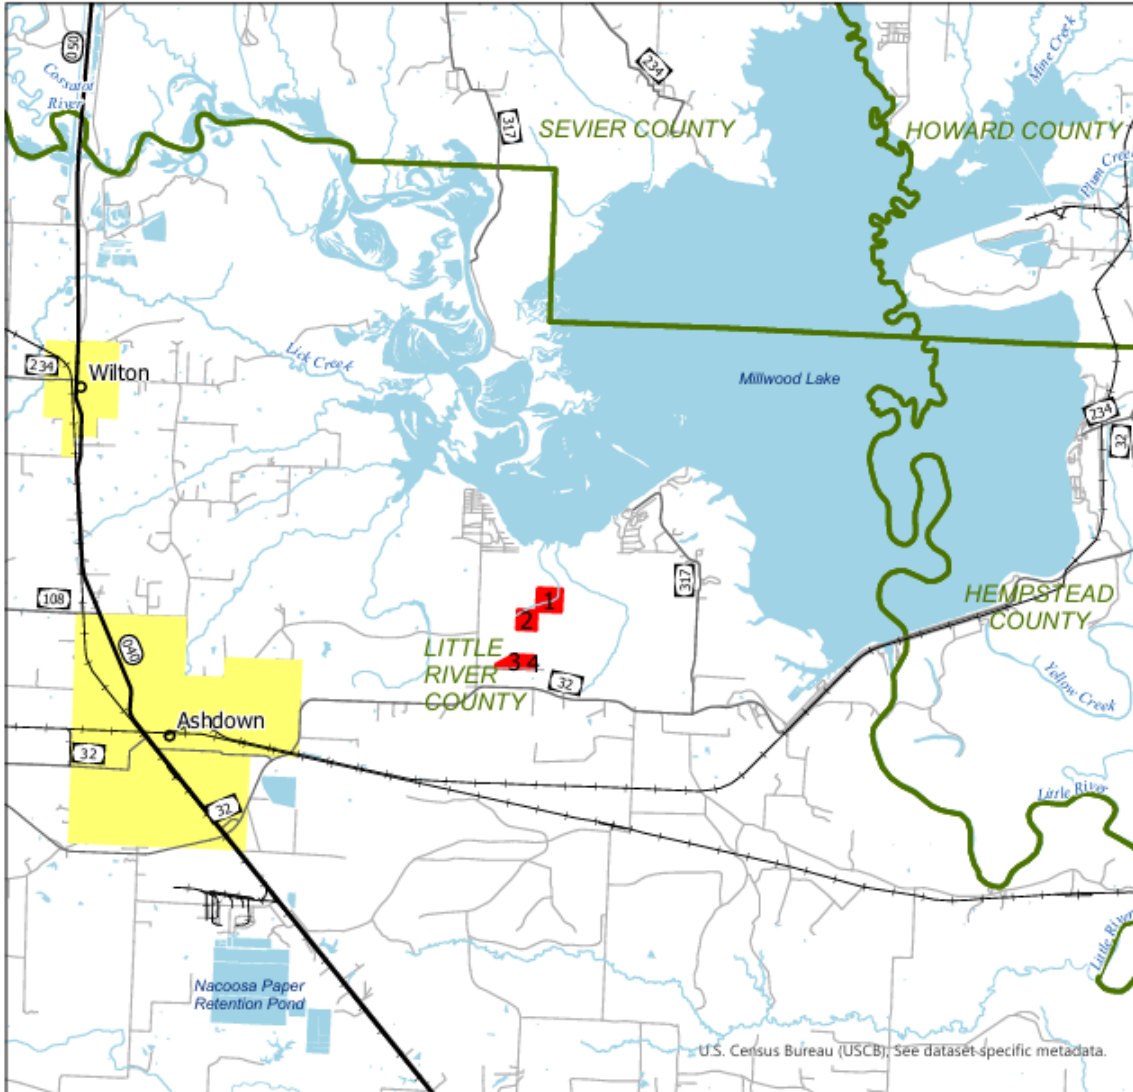 050
Cossatot
River
234
Mine Creek
317
SEVIER COUNTY
HOWARD COUNTY
Plum Creek
Lick Creek
234
Wilton
Millwood Lake
234
32
108
1
2
317
HEMPSTEAD
COUNTY
040
LITTLE
RIVER
COUNTY
3 4
32
Yellow Creek
Ashdown
32
32
Little River
Little River
Nacoosa Paper
Retention Pond
U.S. Census Bureau (USCB), See dataset-specific metadata.